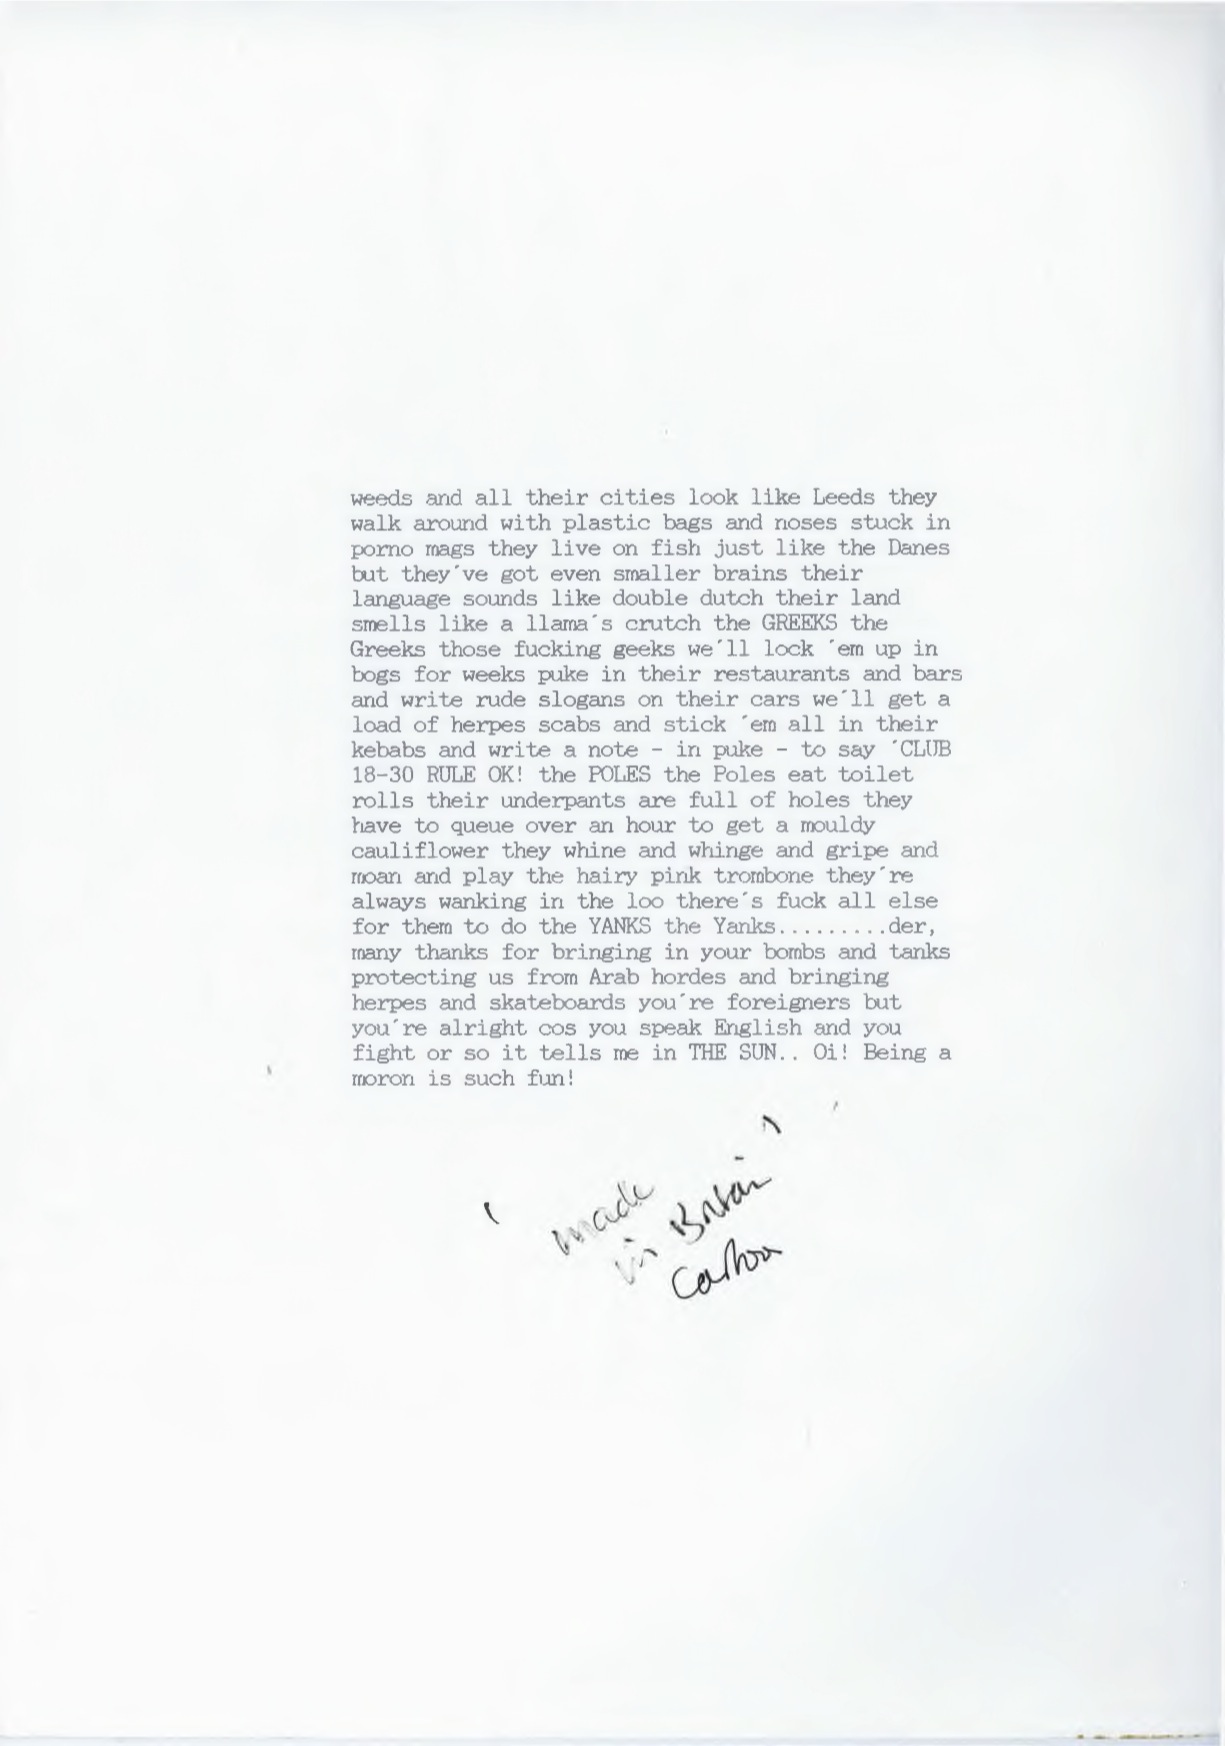 weeds and all their cities look like Leeds they
walk around with plastic bags and noses stuck in
porno mags they live on fish just like the Danes
but they´ve got even smaller brains their
language sounds like double dutch their land
smells like a llama´s crutch the GREEKS the
Greeks those fucking geeks we´ll lock ´em up in
bogs for weeks puke in their restaurants and bars
and write rude slogans on their cars we´ll get a
load of herpes scabs and stick ´em all in their
kebabs and write a note - in puke - to say ´CLUB
18-30 RULE OK! the POLES the Poles eat toilet
rolls their underpants are full of holes they
have to queue over an hour to get a mouldy
cauliflower they whine and whinge and gripe and
moan and play the hairy pink trombone they´re
always wanking in the loo there´s fuck all else
for them to do the YANKS the Yanks.........der,
many thanks for bringing in your bombs and tanks
protecting us from Arab hordes and bringing
herpes and skateboards you´re foreigners but
you´re alright cos you speak English and you
fight or so it tells me in THE SUN.. Oi! Being a
moron is such fun!
' made
in Britain '